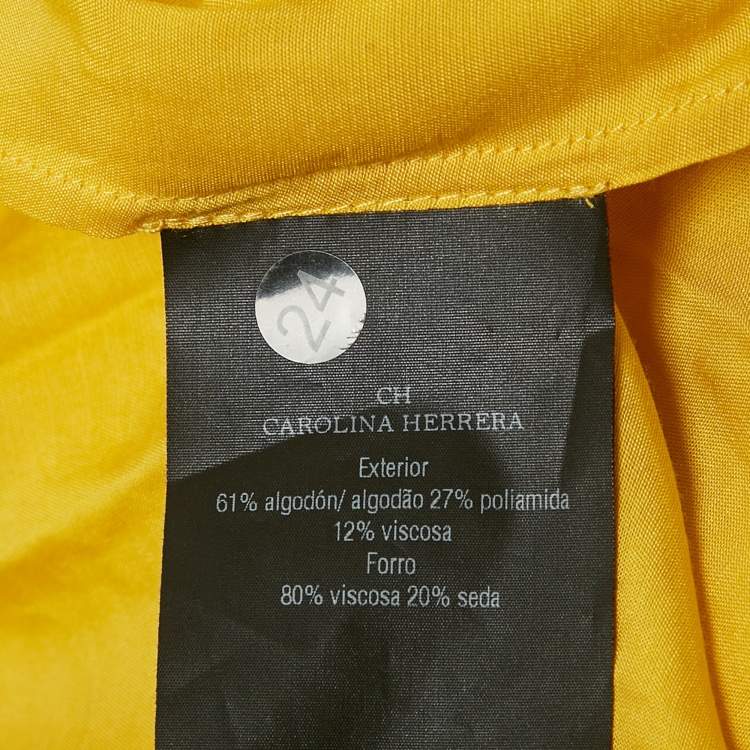 24
CH
CAROLINA HERRERA
Exterior
61% algodón/ algodão 27% poliamida
12% viscosa
Forro
80% viscosa 20% seda